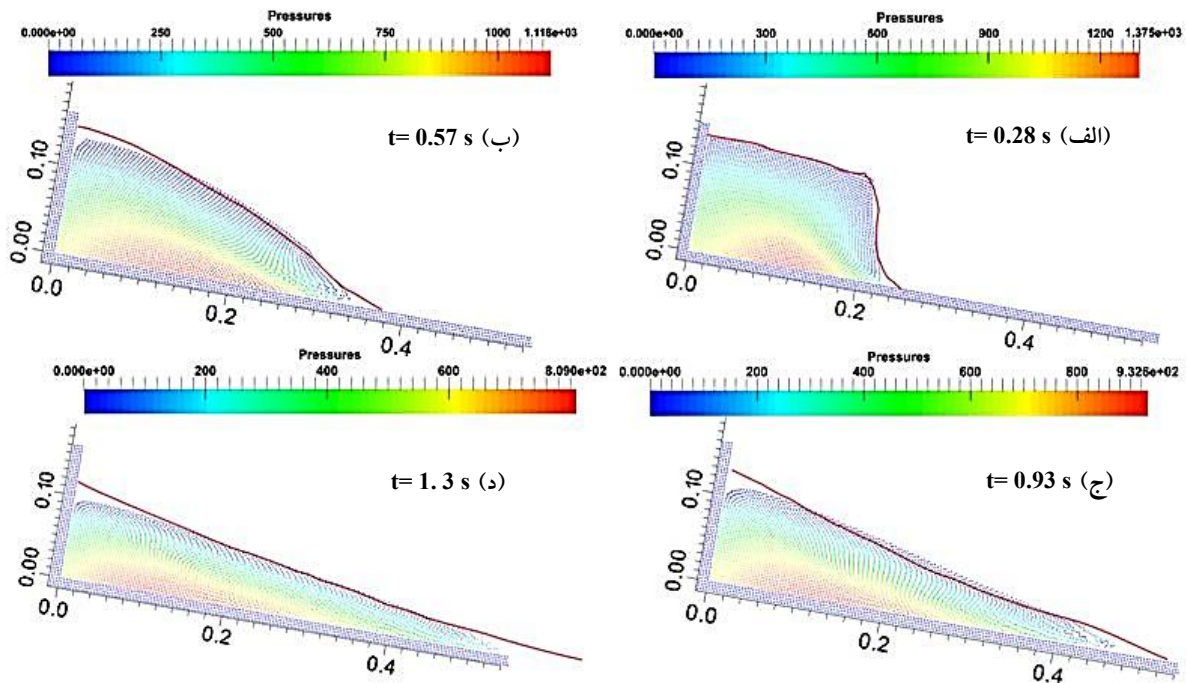 Pressures
0.000e+00 300 600 900 1200 1.375e+03
(الف) t= 0.28 s
0.10
0.00
0.0
0.2
0.4
Pressures
0.000e+00 250 500 750 1000 1.116e+03
(ب) t= 0.57 s
0.10
0.00
0.0
0.2
0.4
Pressures
0.000e+00 200 400 600 800 9.326e+02
(ج) t= 0.93 s
0.10
0.00
0.0
0.2
0.4
Pressures
0.000e+00 200 400 600 8.090e+02
(د) t= 1. 3 s
0.10
0.00
0.0
0.2
0.4